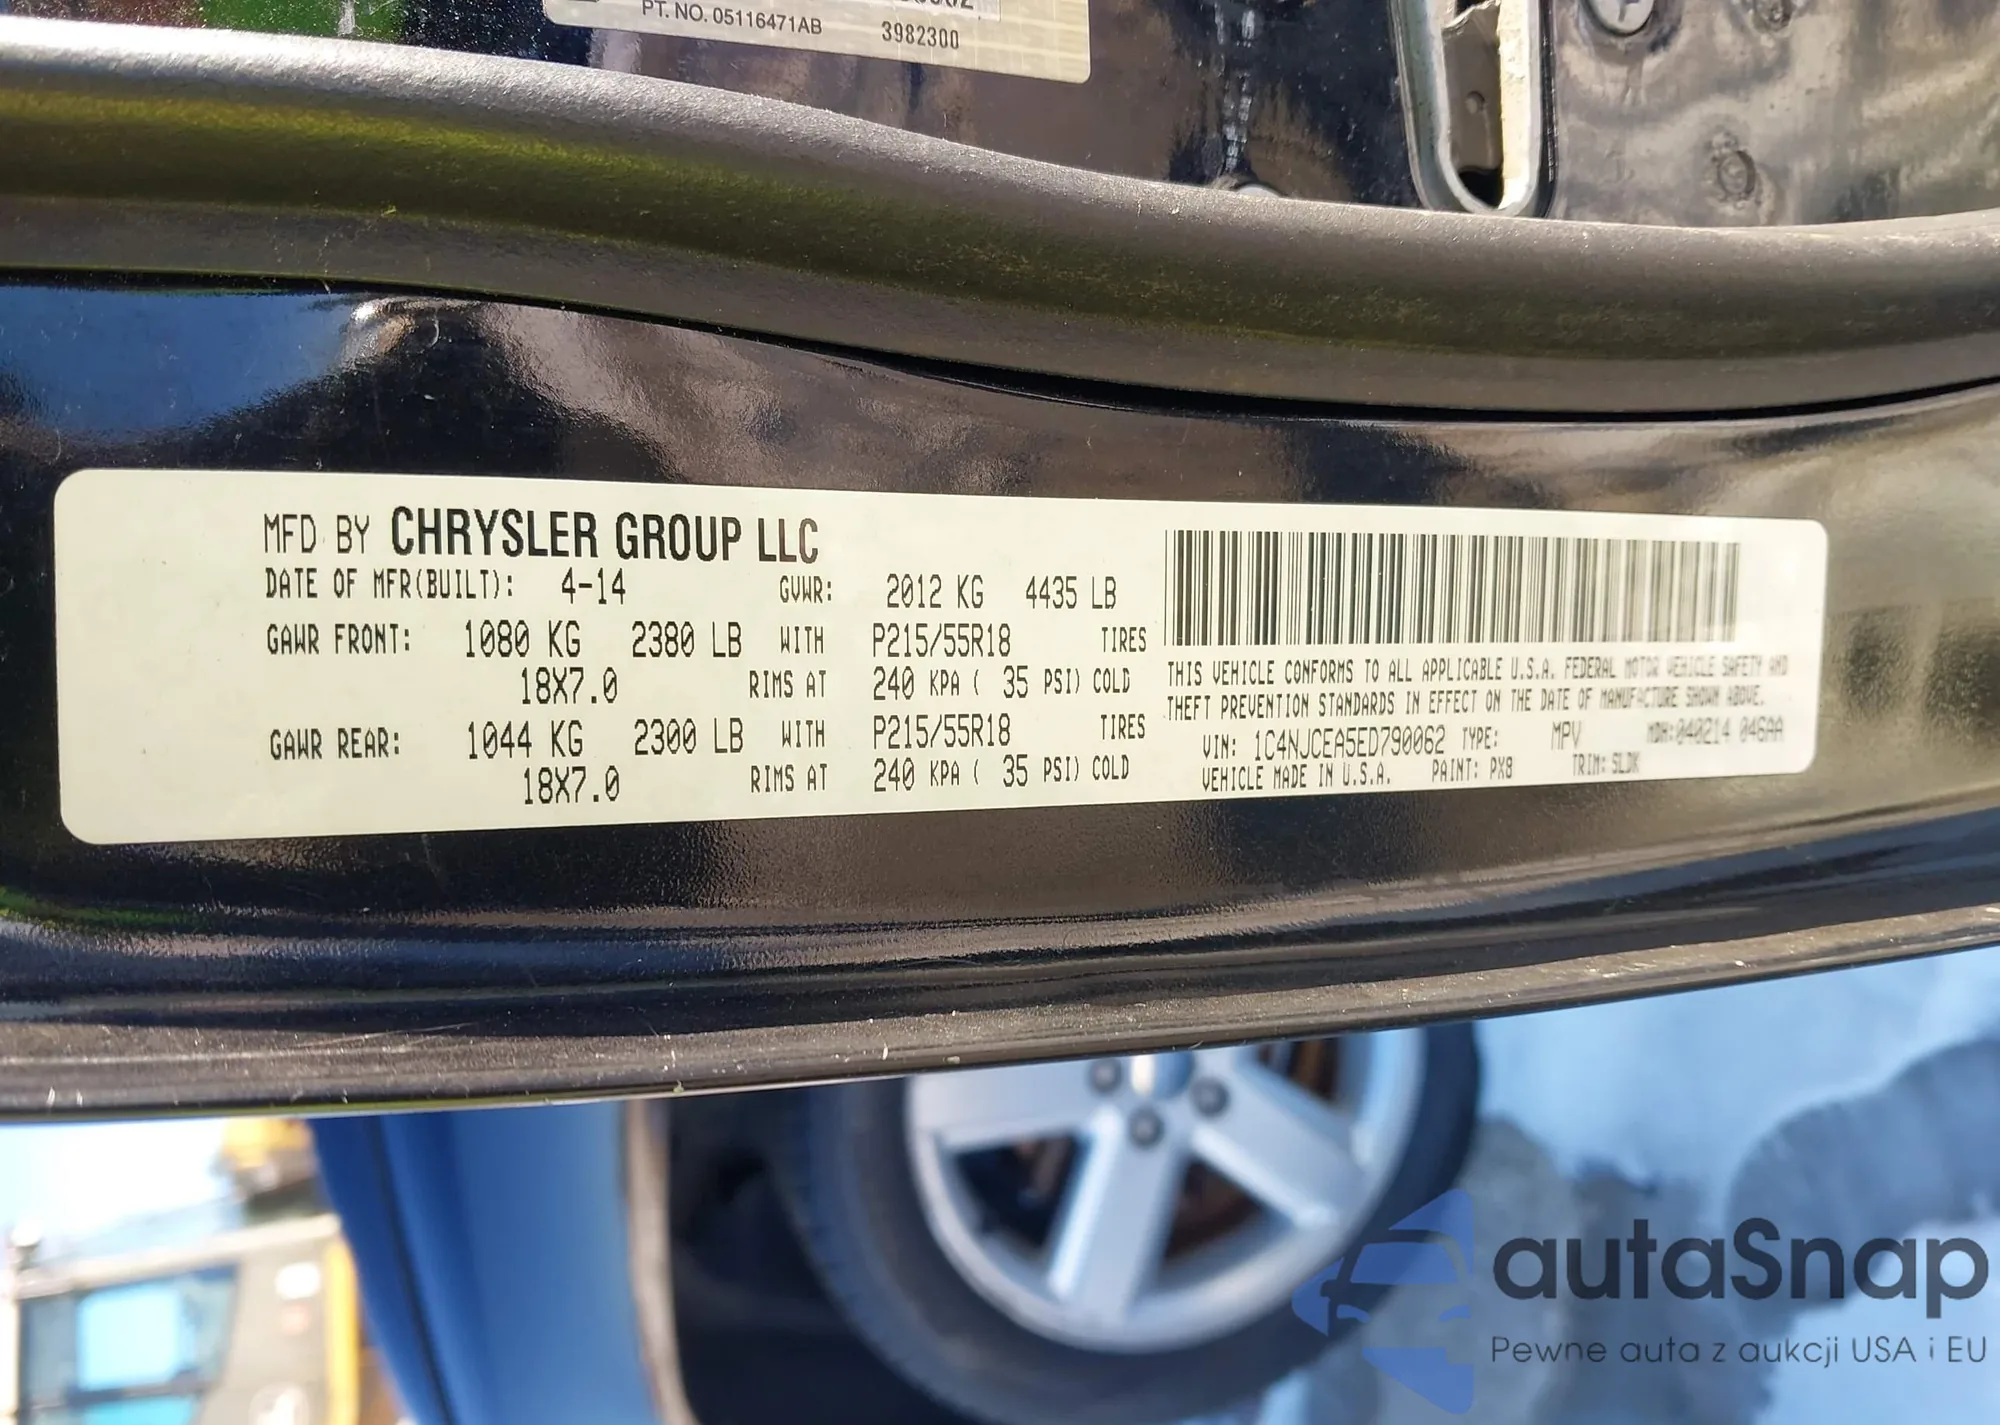 PT. NO. 05116471AB 3982300
MFD BY CHRYSLER GROUP LLC
DATE OF MFR(BUILT): 4-14 GVWR: 2012 KG 4435 LB
GAWR FRONT: 1080 KG 2380 LB WITH P215/55R18 TIRES
18X7.0 RIMS AT 240 KPA ( 35 PSI) COLD
GAWR REAR: 1044 KG 2300 LB WITH P215/55R18 TIRES
18X7.0 RIMS AT 240 KPA ( 35 PSI) COLD
THIS VEHICLE CONFORMS TO ALL APPLICABLE U.S.A. FEDERAL MOTOR VEHICLE SAFETY AND
THEFT PREVENTION STANDARDS IN EFFECT ON THE DATE OF MANUFACTURE SHOWN ABOVE.
VIN: 1C4NJCEA5ED790062 TYPE: MPV MDH:040214 046AA
VEHICLE MADE IN U.S.A. PAINT: PX8 TRIM: SLDK
autaSnap
Pewne auta z aukcji USA i EU